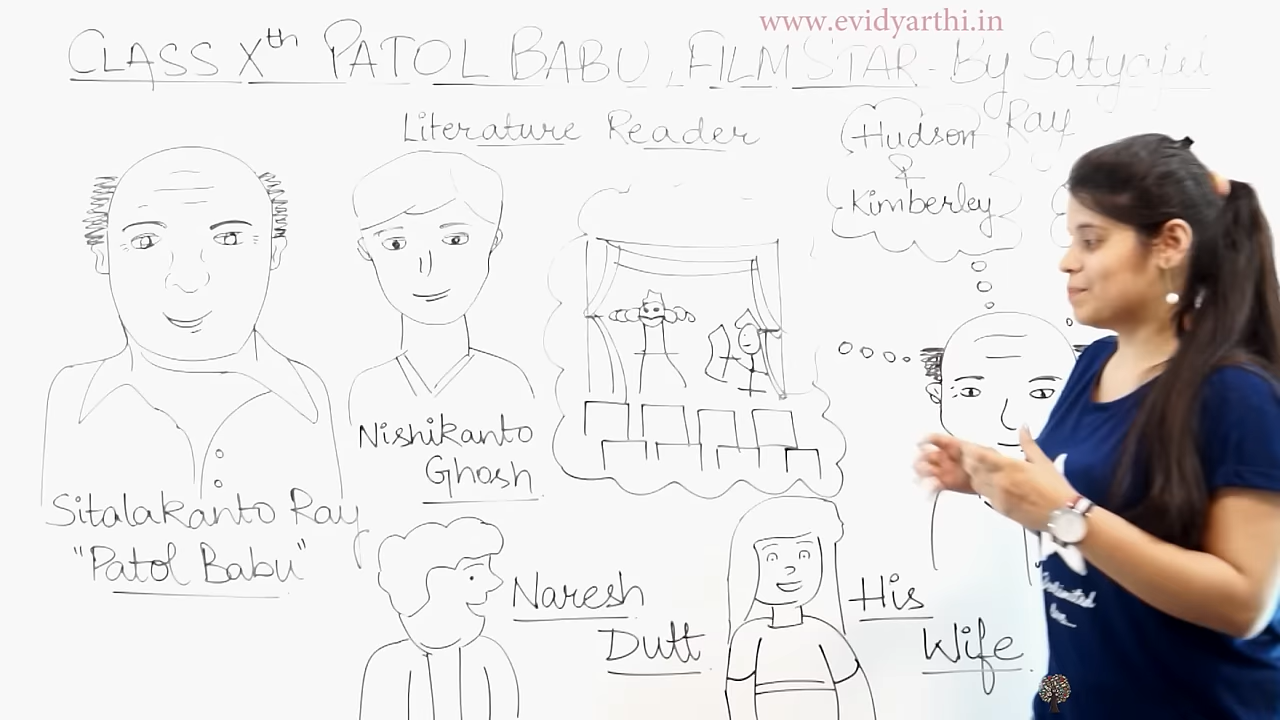 www.evidyarthi.in
CLASS Xth PATOL BABU, FILM STAR - By Satyajit
Ray
Literature Reader
Hudson
&
Kimberley
Nishikanto
Ghosh
Sitalakanto Ray
"Patol Babu"
Naresh
Dutt
His
Wife